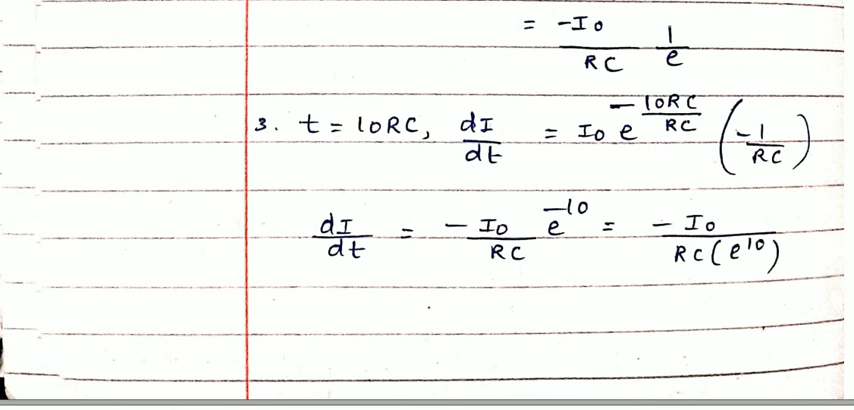 = -I₀/RC 1/e
3. t = 10RC, dI/dt = I₀ e^(-10RC/RC) (-1/RC)
dI/dt = -I₀/RC e^-10 = -I₀/RC(e^10)